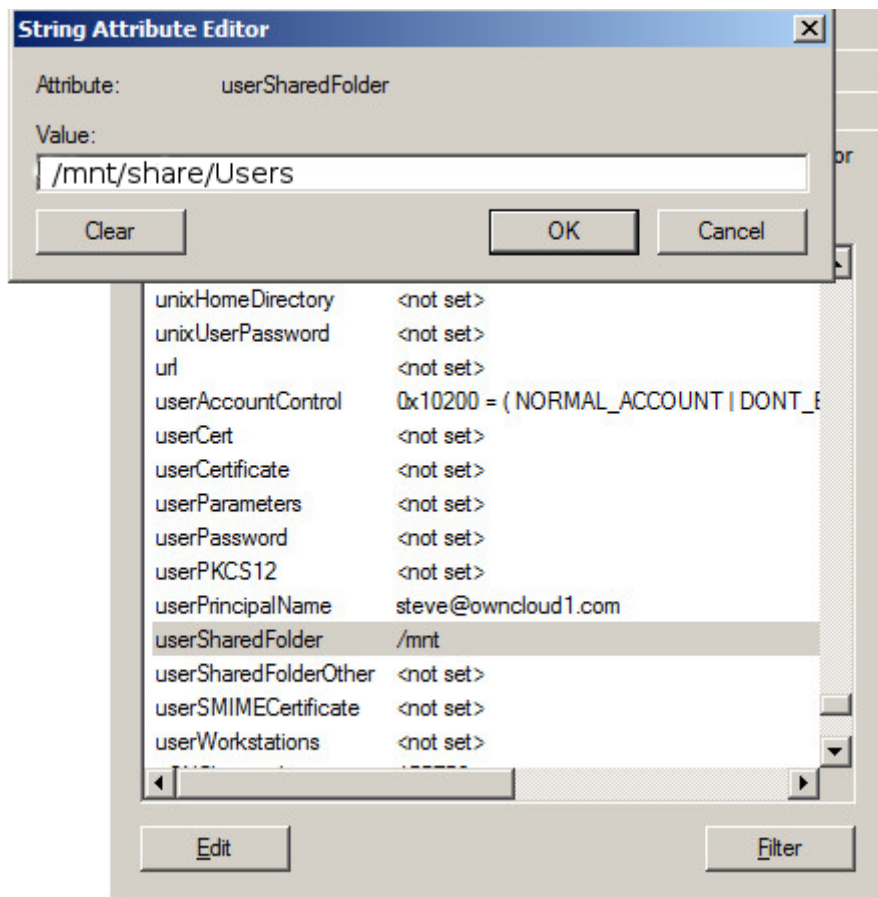 String Attribute Editor
Attribute: userSharedFolder
Value:
/mnt/share/Users
Clear OK Cancel
or
unixHomeDirectory <not set>
unixUserPassword <not set>
url <not set>
userAccountControl 0x10200 = ( NORMAL_ACCOUNT | DONT_E
userCert <not set>
userCertificate <not set>
userParameters <not set>
userPassword <not set>
userPKCS12 <not set>
userPrincipalName steve@owncloud1.com
userSharedFolder /mnt
userSharedFolderOther <not set>
userSMIMECertificate <not set>
userWorkstations <not set>
Edit Filter